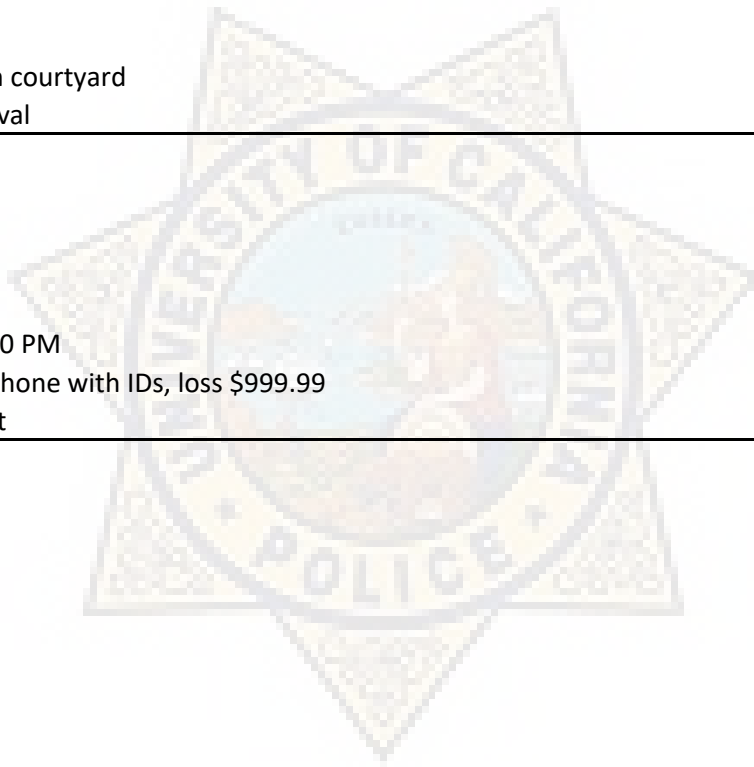 courtyard
val
0 PM
hone with IDs, loss $999.99
t
UNIVERSITY OF CALIFORNIA
POLICE